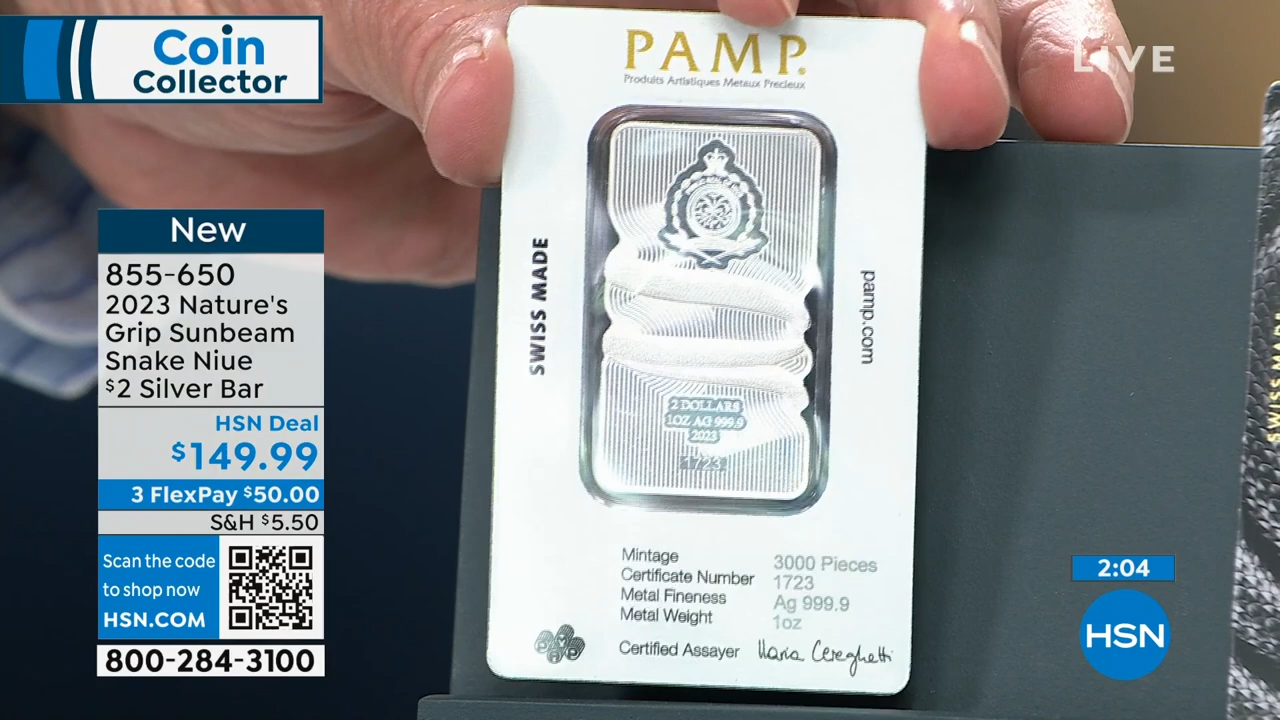 Coin
Collector
LIVE
New
855-650
2023 Nature's
Grip Sunbeam
Snake Niue
$2 Silver Bar
HSN Deal
$149.99
3 FlexPay $50.00
S&H $5.50
Scan the code
to shop now
HSN.COM
800-284-3100
PAMP.
Produits Artistiques Metaux Precieux
SWISS MADE
pamp.com
2 DOLLARS
1OZ AG 999.9
2023
1723
Mintage 3000 Pieces
Certificate Number 1723
Metal Fineness Ag 999.9
Metal Weight 1oz
Certified Assayer
2:04
HSN